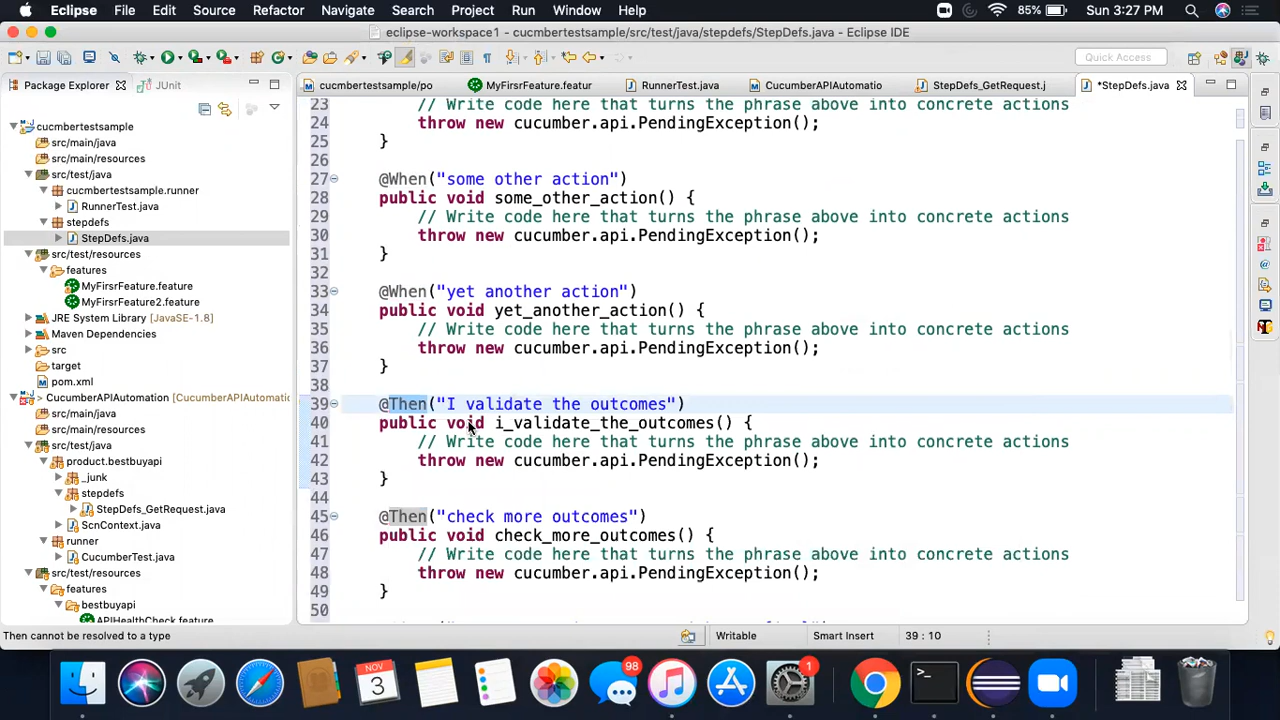 Eclipse File Edit Source Refactor Navigate Search Project Run Window Help 85% Sun 3:27 PM
eclipse-workspace1 - cucmbertestsample/src/test/java/stepdefs/StepDefs.java - Eclipse IDE
Quick Access
Package Explorer JUnit
cucmbertestsample/po MyFirsrFeature.featur RunnerTest.java CucumberAPIAutomatio StepDefs_GetRequest.j *StepDefs.java
cucmbertestsample
src/main/java
src/main/resources
src/test/java
cucmbertestsample.runner
RunnerTest.java
stepdefs
StepDefs.java
src/test/resources
features
MyFirsrFeature.feature
MyFirsrFeature2.feature
JRE System Library [JavaSE-1.8]
Maven Dependencies
src
target
pom.xml
> CucumberAPIAutomation [CucumberAPIAutomatic
src/main/java
src/main/resources
src/test/java
product.bestbuyapi
_junk
stepdefs
StepDefs_GetRequest.java
ScnContext.java
runner
CucumberTest.java
src/test/resources
features
bestbuyapi
APIHealthCheck.feature
23 // Write code here that turns the phrase above into concrete actions
24 throw new cucumber.api.PendingException();
25 }
26
27 @When("some other action")
28 public void some_other_action() {
29 // Write code here that turns the phrase above into concrete actions
30 throw new cucumber.api.PendingException();
31 }
32
33 @When("yet another action")
34 public void yet_another_action() {
35 // Write code here that turns the phrase above into concrete actions
36 throw new cucumber.api.PendingException();
37 }
38
39 @Then("I validate the outcomes")
40 public void i_validate_the_outcomes() {
41 // Write code here that turns the phrase above into concrete actions
42 throw new cucumber.api.PendingException();
43 }
44
45 @Then("check more outcomes")
46 public void check_more_outcomes() {
47 // Write code here that turns the phrase above into concrete actions
48 throw new cucumber.api.PendingException();
49 }
50
Then cannot be resolved to a type Writable Smart Insert 39 : 10
NOV
3
98
1